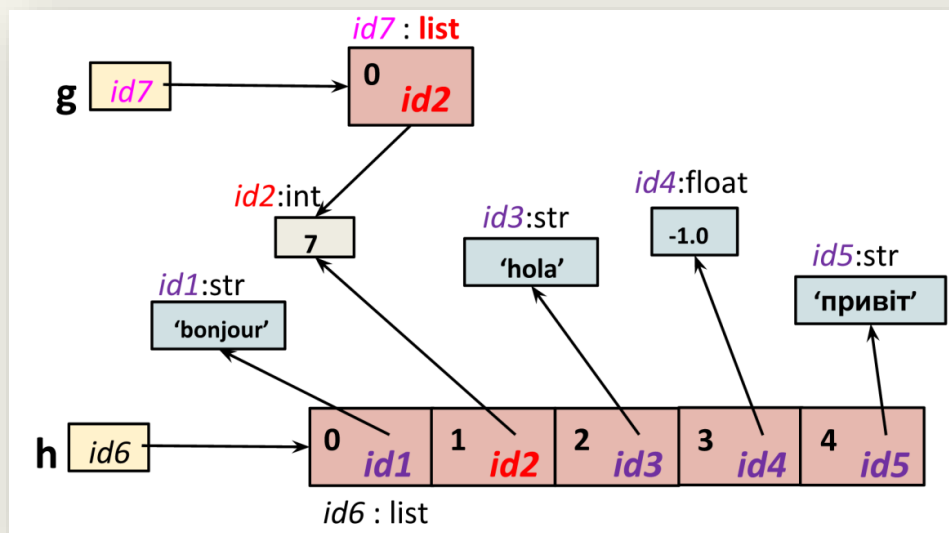 id7 : list
g id7
0
id2
id2:int
7
id4:float
-1.0
id3:str
'hola'
id5:str
'привіт'
id1:str
'bonjour'
h id6
0 1 2 3 4
id1 id2 id3 id4 id5
id6 : list